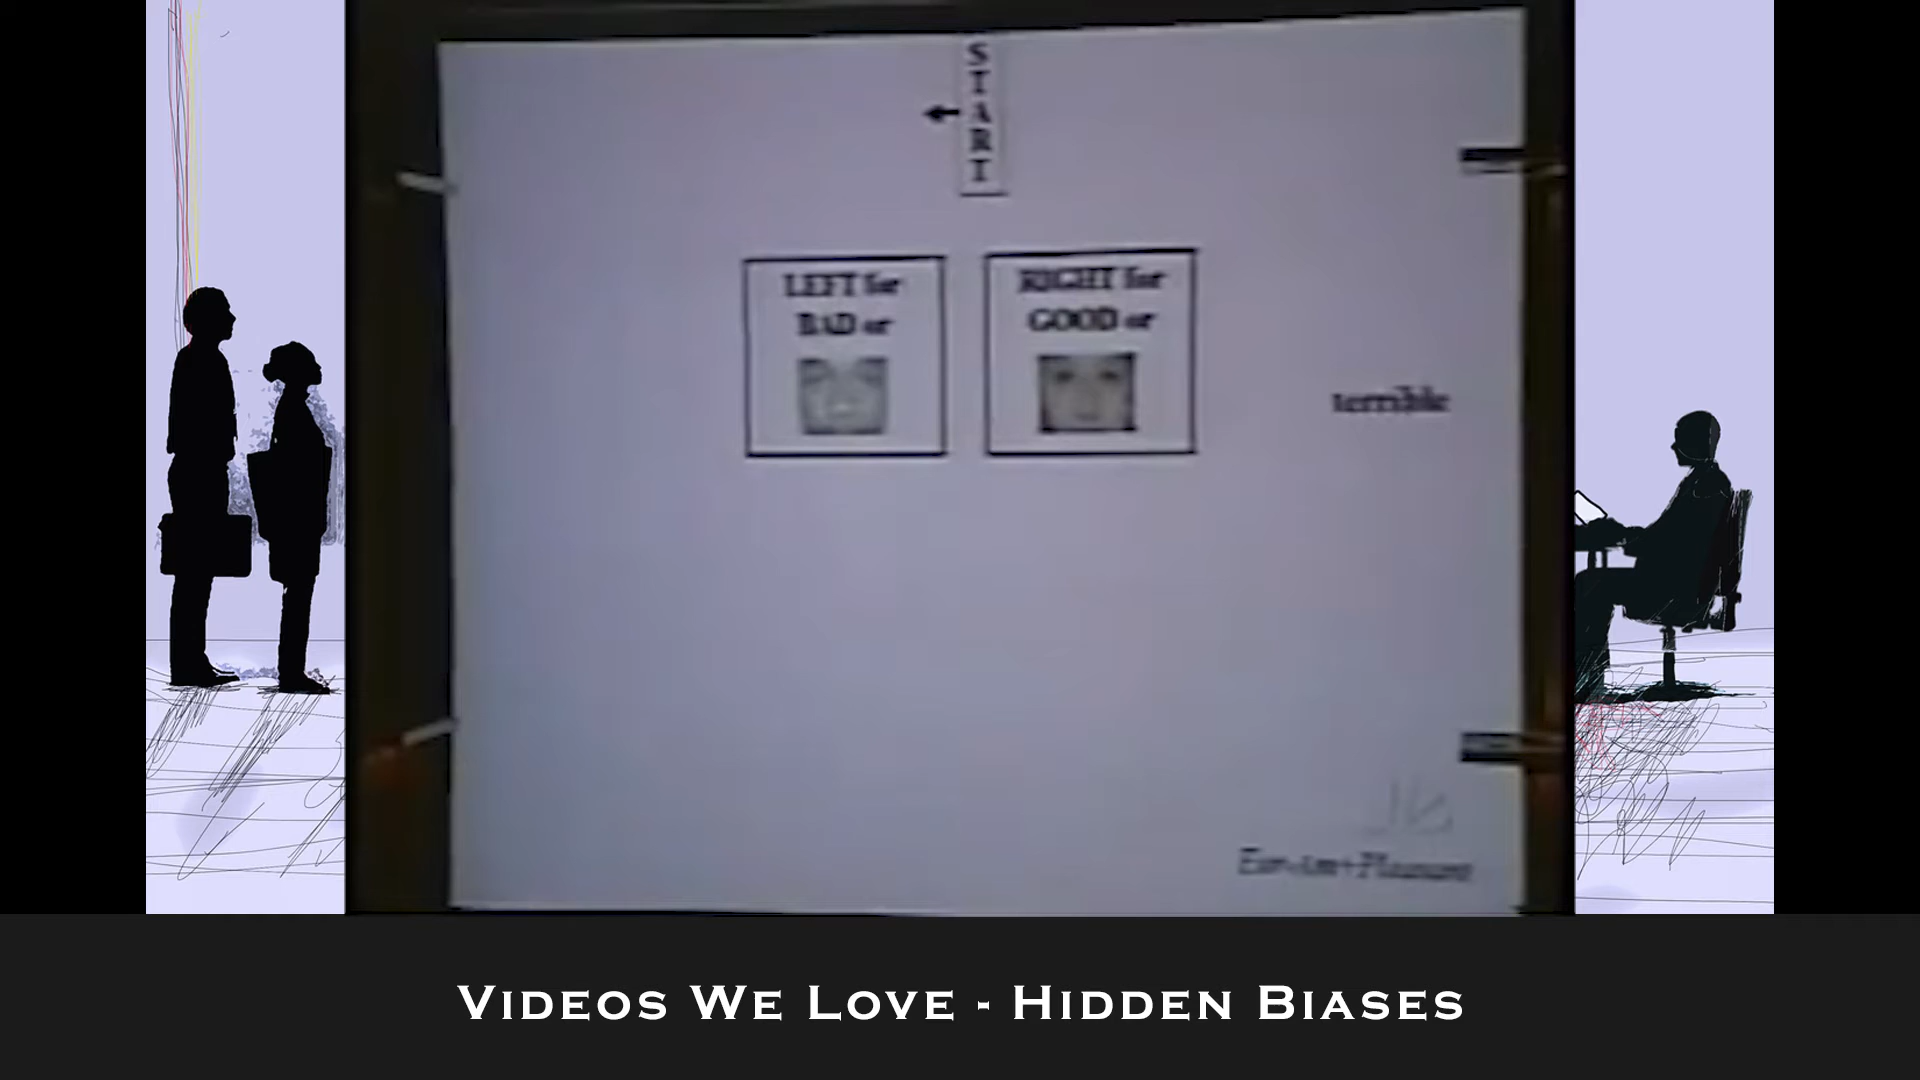 START
LEFT for
BAD or
RIGHT for
GOOD or
terrible
Videos We Love - Hidden Biases